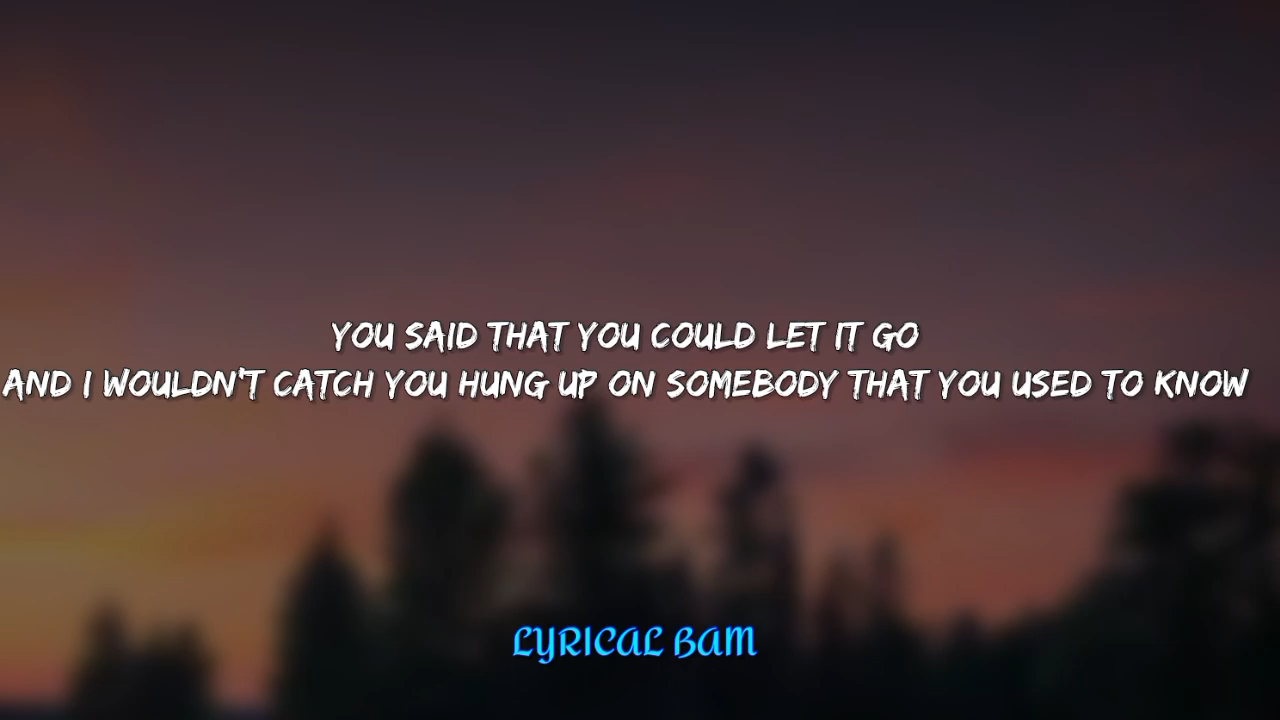 YOU SAID THAT YOU COULD LET IT GO
AND I WOULDN'T CATCH YOU HUNG UP ON SOMEBODY THAT YOU USED TO KNOW
LYRICAL BAM